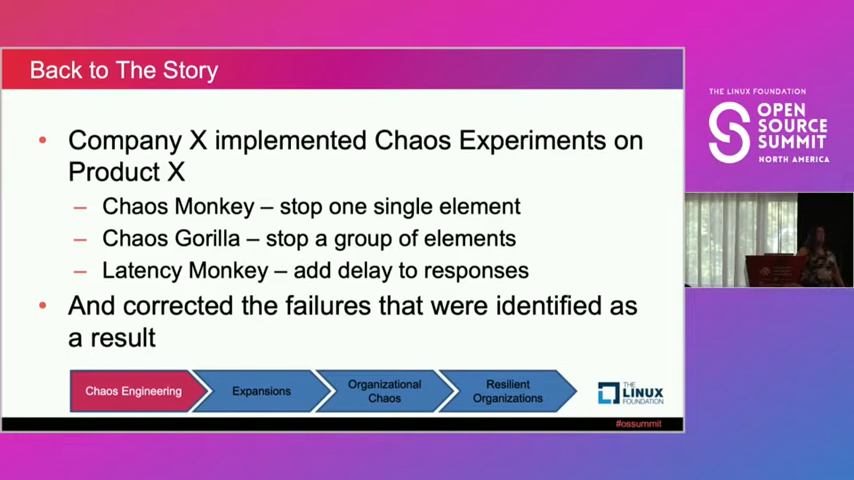 Back to The Story
• Company X implemented Chaos Experiments on
Product X
– Chaos Monkey – stop one single element
– Chaos Gorilla – stop a group of elements
– Latency Monkey – add delay to responses
• And corrected the failures that were identified as
a result
Chaos Engineering
Expansions
Organizational
Chaos
Resilient
Organizations
THE
LINUX
FOUNDATION
#ossummit
THE LINUX FOUNDATION
OPEN
SOURCE
SUMMIT
NORTH AMERICA